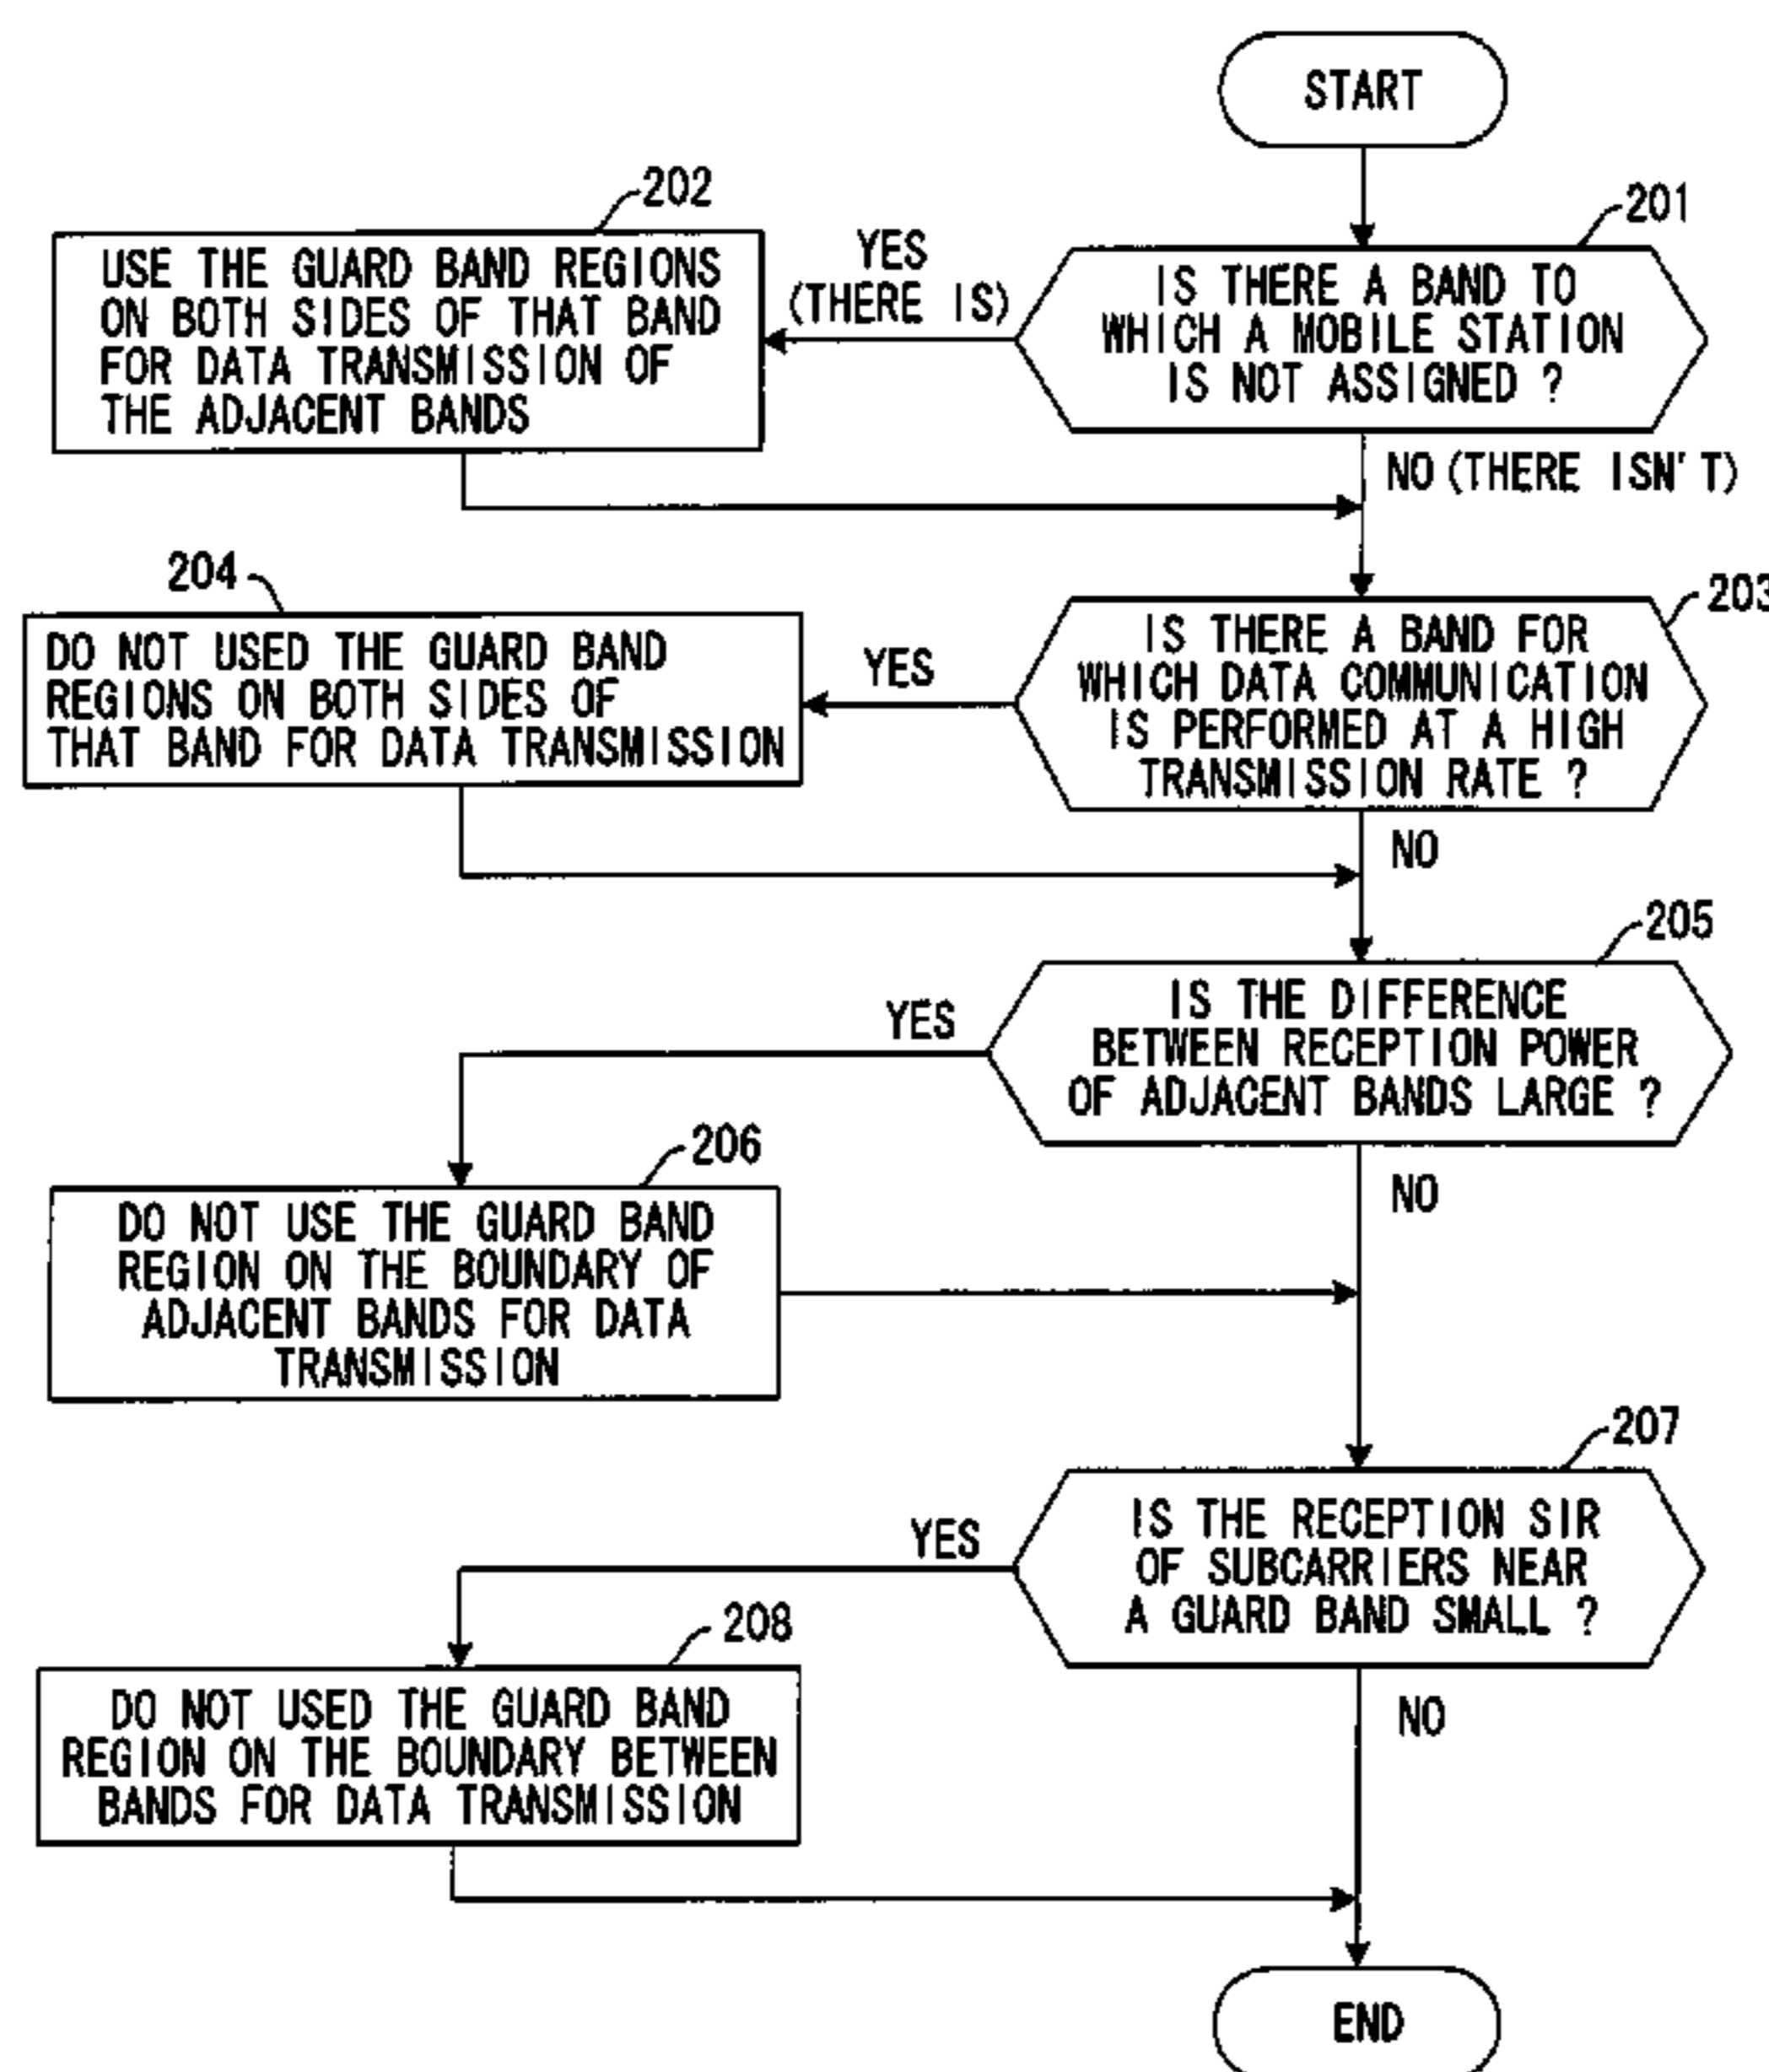 START
201
IS THERE A BAND TO
WHICH A MOBILE STATION
IS NOT ASSIGNED ?
YES
(THERE IS)
202
USE THE GUARD BAND REGIONS
ON BOTH SIDES OF THAT BAND
FOR DATA TRANSMISSION OF
THE ADJACENT BANDS
NO (THERE ISN'T)
203
IS THERE A BAND FOR
WHICH DATA COMMUNICATION
IS PERFORMED AT A HIGH
TRANSMISSION RATE ?
YES
204
DO NOT USED THE GUARD BAND
REGIONS ON BOTH SIDES OF
THAT BAND FOR DATA TRANSMISSION
NO
205
IS THE DIFFERENCE
BETWEEN RECEPTION POWER
OF ADJACENT BANDS LARGE ?
YES
206
DO NOT USE THE GUARD BAND
REGION ON THE BOUNDARY OF
ADJACENT BANDS FOR DATA
TRANSMISSION
NO
207
IS THE RECEPTION SIR
OF SUBCARRIERS NEAR
A GUARD BAND SMALL ?
YES
208
DO NOT USED THE GUARD BAND
REGION ON THE BOUNDARY BETWEEN
BANDS FOR DATA TRANSMISSION
NO
END